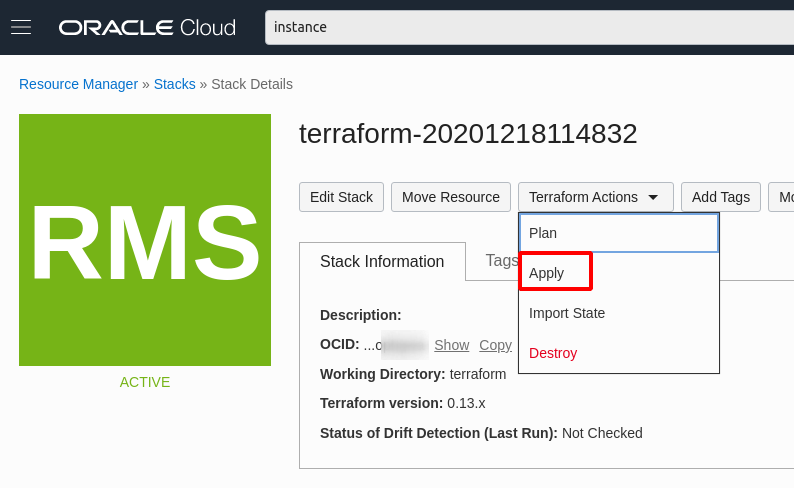 ORACLE Cloud
instance
Resource Manager » Stacks » Stack Details
RMS
ACTIVE
terraform-20201218114832
Edit Stack Move Resource Terraform Actions Add Tags
Plan
Apply
Import State
Destroy
Stack Information Tags
Description:
OCID: ... Show Copy
Working Directory: terraform
Terraform version: 0.13.x
Status of Drift Detection (Last Run): Not Checked